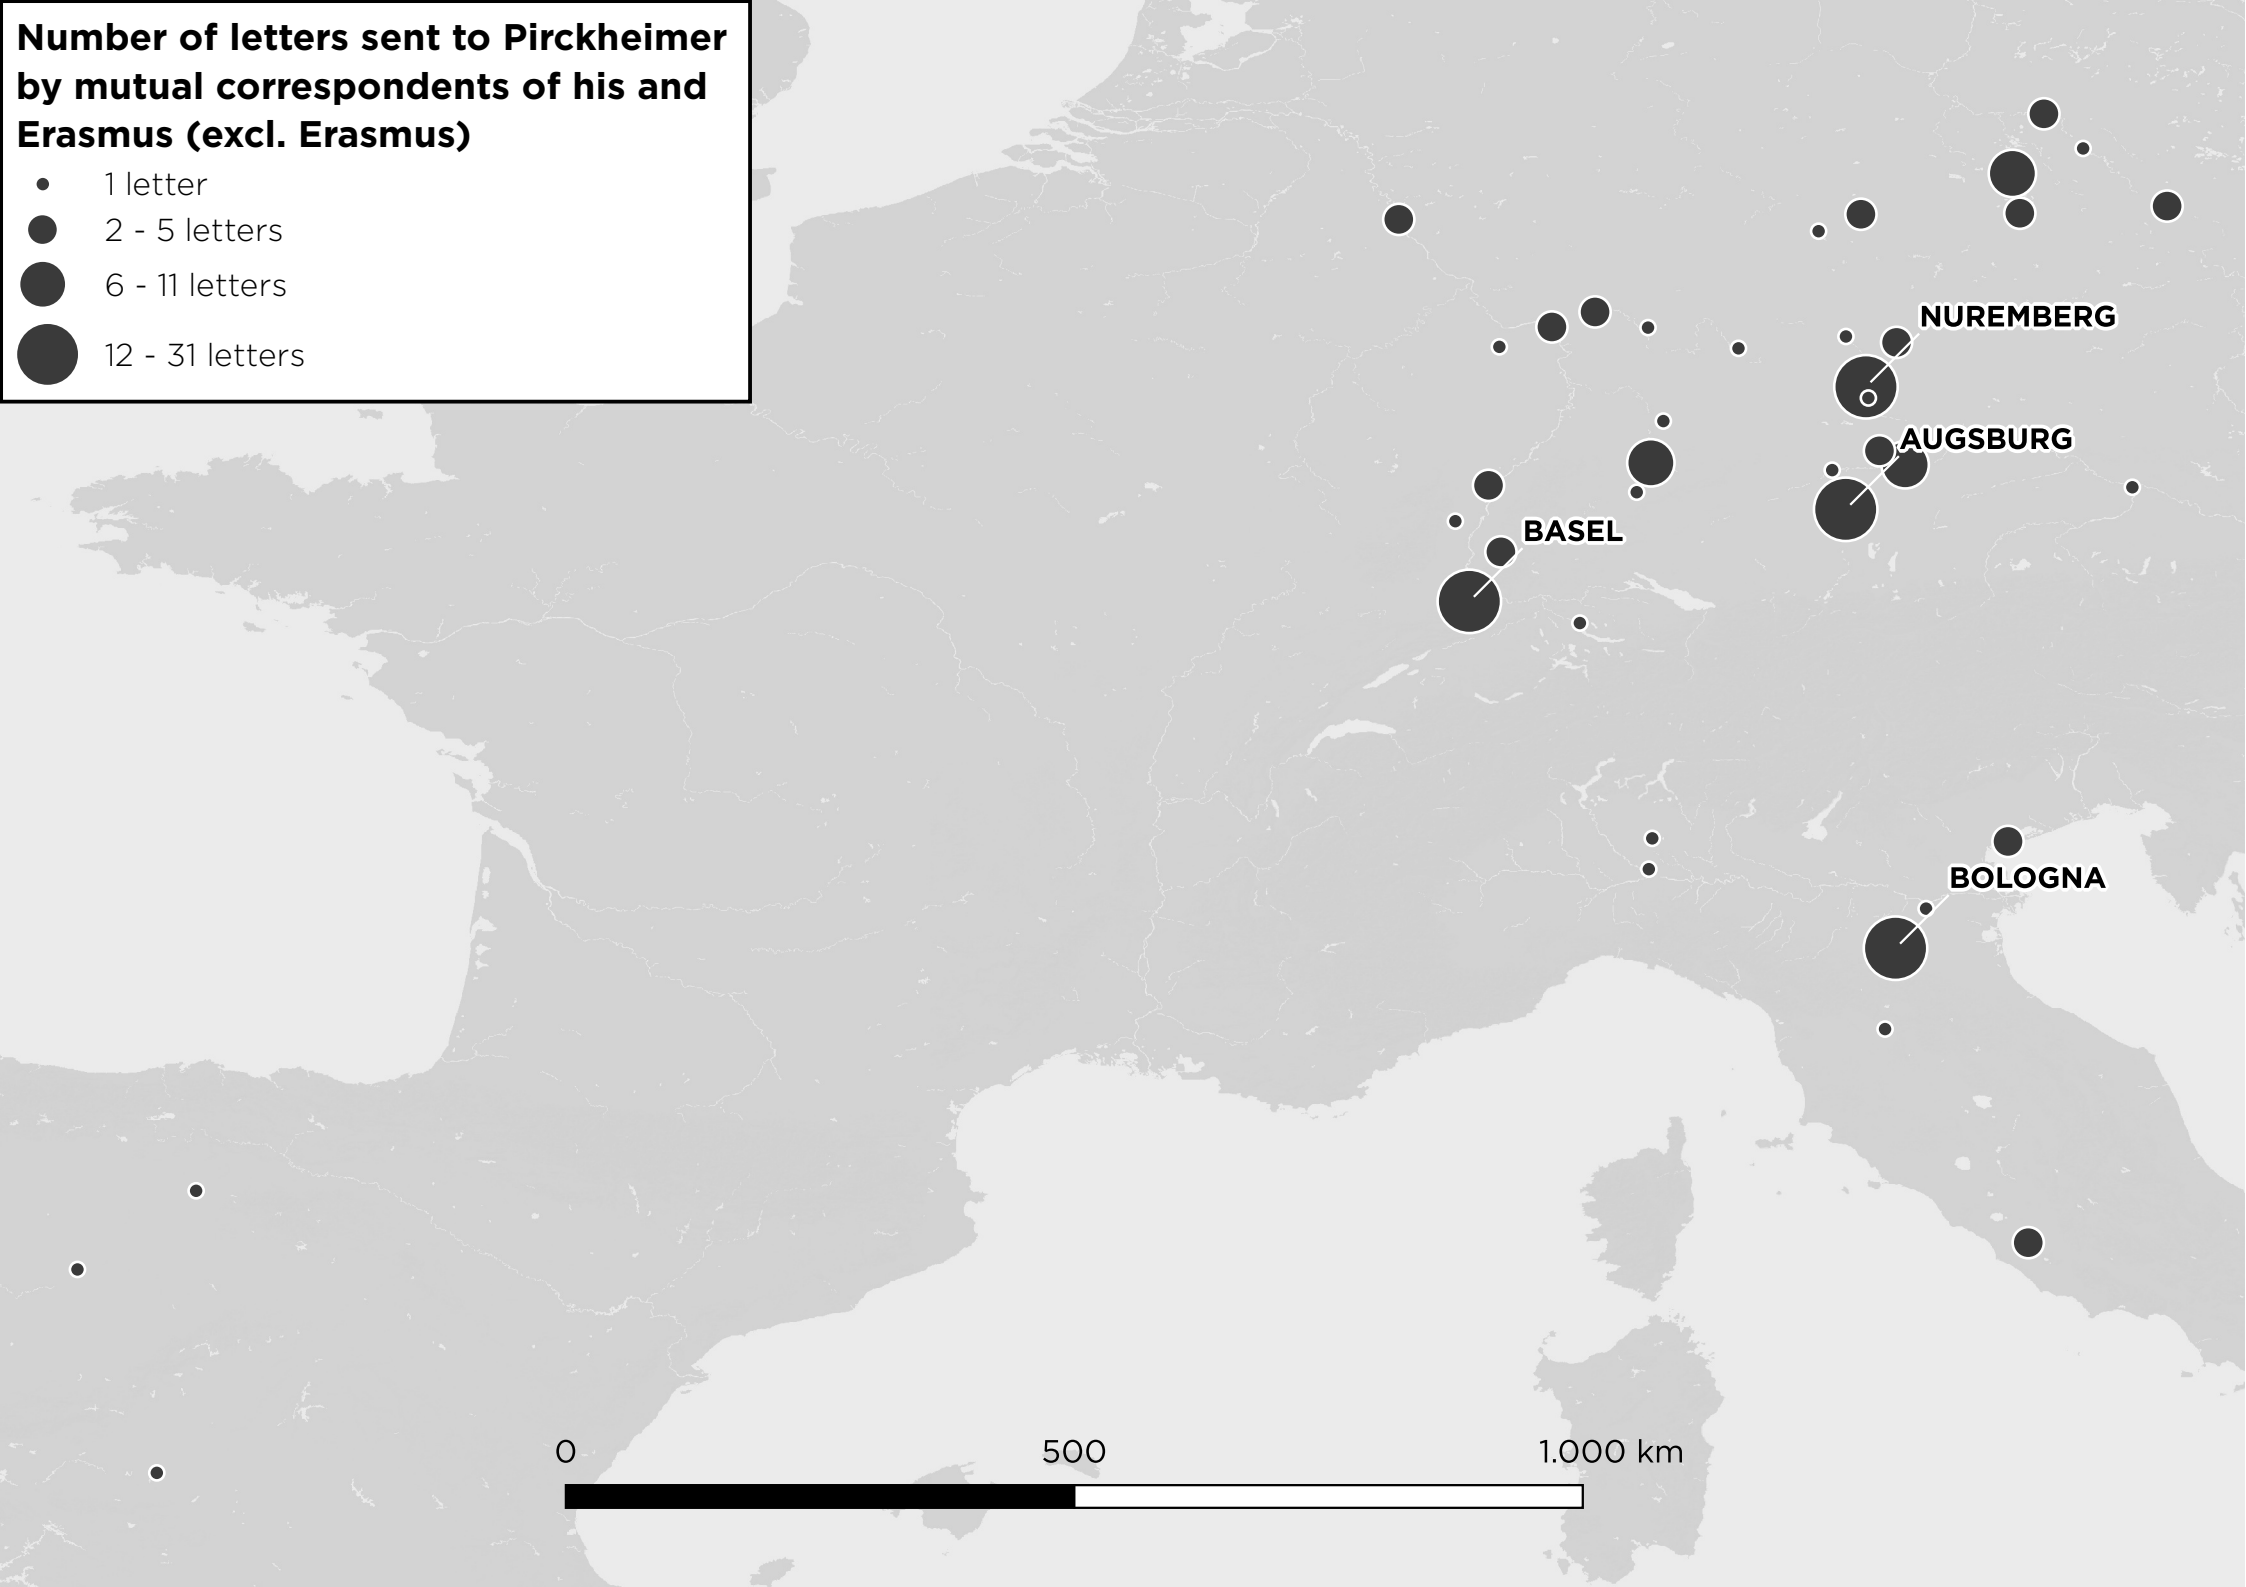 Number of letters sent to Pirckheimer
by mutual correspondents of his and
Erasmus (excl. Erasmus)
1 letter
2 - 5 letters
6 - 11 letters
12 - 31 letters
NUREMBERG
AUGSBURG
BASEL
BOLOGNA
0 500 1.000 km